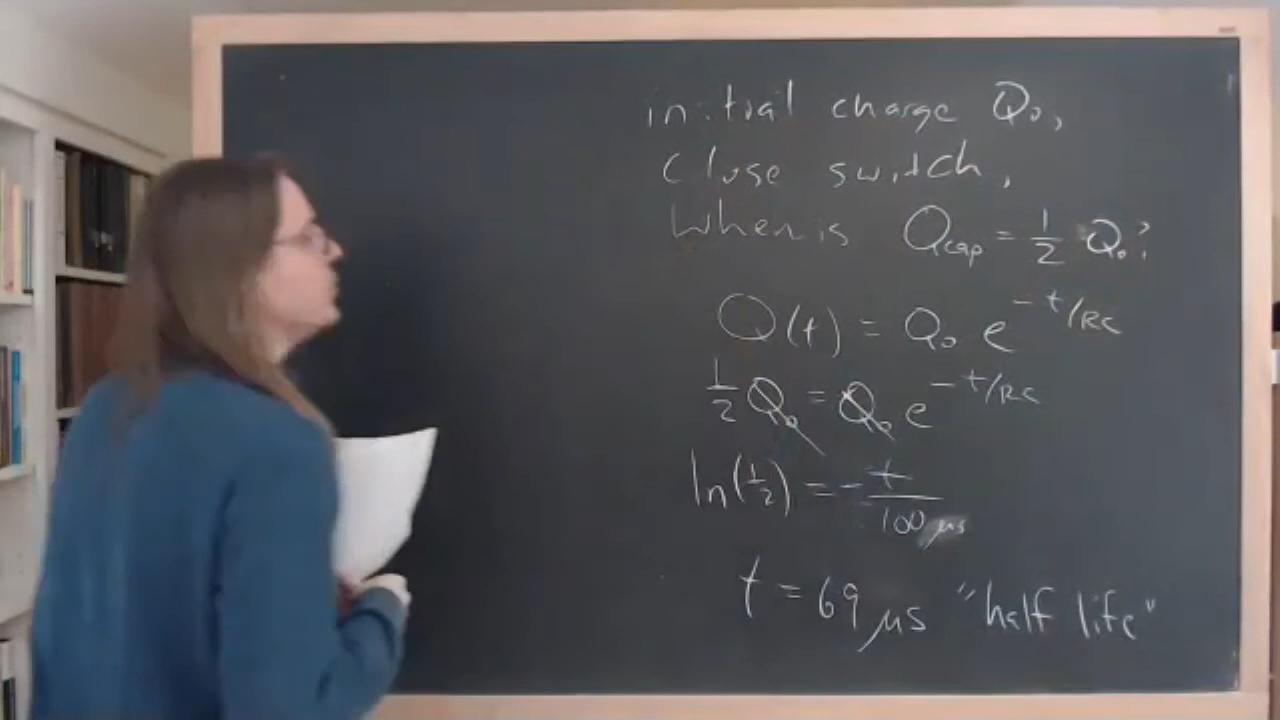 initial charge Q₀,
close switch,
When is Q_cap = 1/2 Q₀?
Q(t) = Q₀ e^{-t/RC}
1/2 Q₀ = Q₀ e^{-t/RC}
ln(1/2) = - t / 100 μs
t = 69 μs "half life"